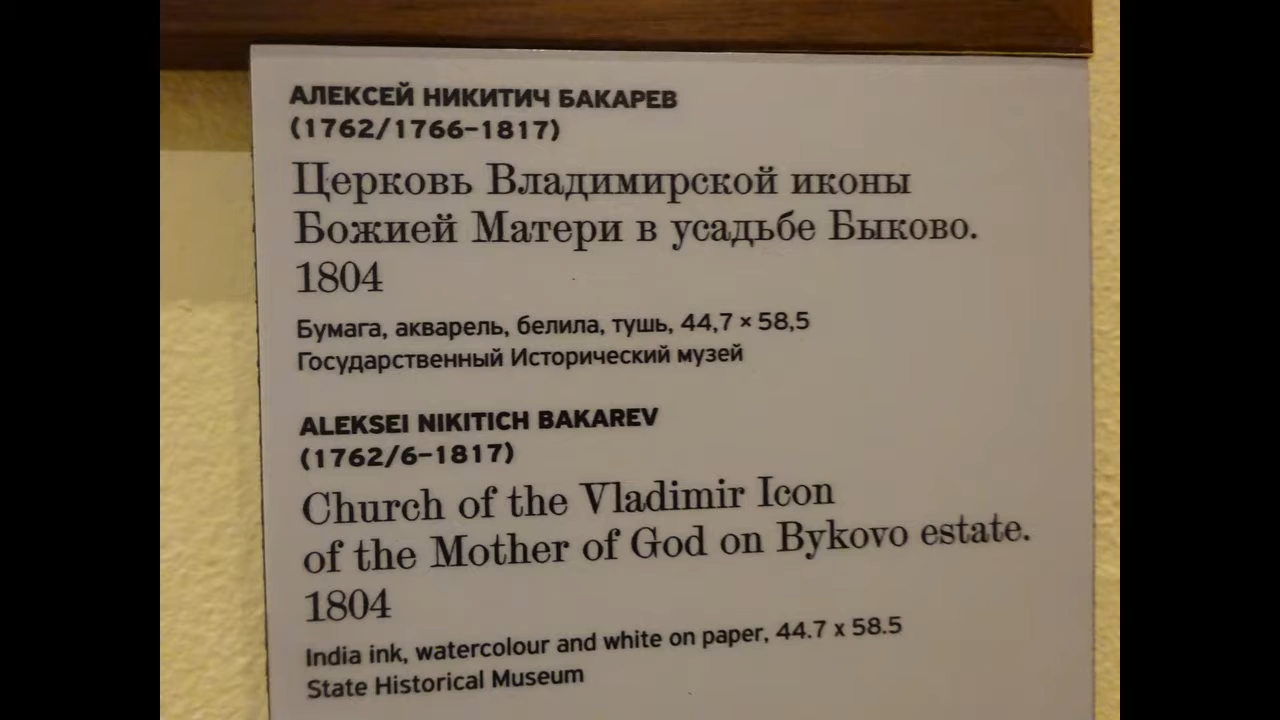 АЛЕКСЕЙ НИКИТИЧ БАКАРЕВ
(1762/1766–1817)
Церковь Владимирской иконы
Божией Матери в усадьбе Быково.
1804
Бумага, акварель, белила, тушь, 44,7 × 58,5
Государственный Исторический музей
ALEKSEI NIKITICH BAKAREV
(1762/6–1817)
Church of the Vladimir Icon
of the Mother of God on Bykovo estate.
1804
India ink, watercolour and white on paper, 44.7 x 58.5
State Historical Museum